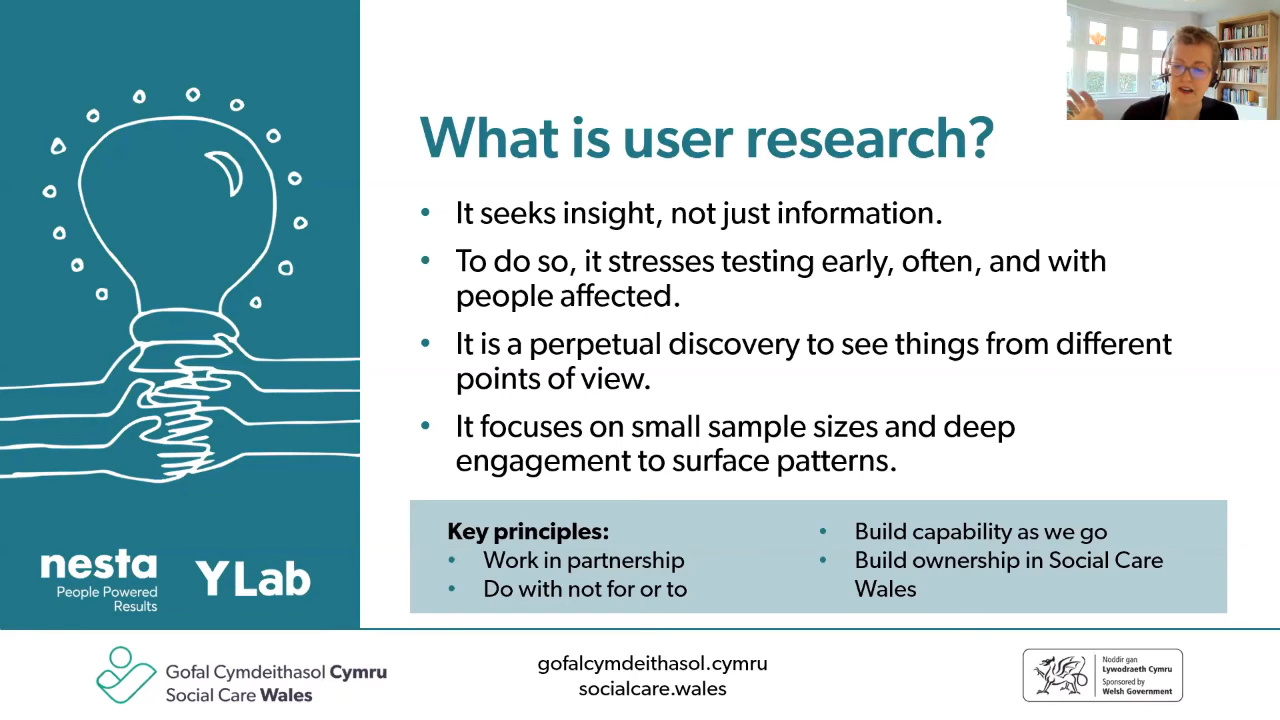 What is user research?
• It seeks insight, not just information.
• To do so, it stresses testing early, often, and with
people affected.
• It is a perpetual discovery to see things from different
points of view.
• It focuses on small sample sizes and deep
engagement to surface patterns.
Key principles:
• Work in partnership
• Do with not for or to
• Build capability as we go
• Build ownership in Social Care
Wales
nesta
People Powered
Results
Y Lab
Gofal Cymdeithasol Cymru
Social Care Wales
gofalcymdeithasol.cymru
socialcare.wales
Noddir gan
Lywodraeth Cymru
Sponsored by
Welsh Government